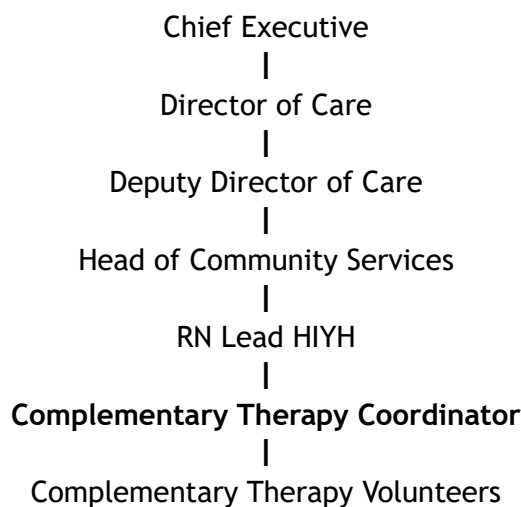 Chief Executive
Director of Care
Deputy Director of Care
Head of Community Services
RN Lead HIYH
Complementary Therapy Coordinator
Complementary Therapy Volunteers